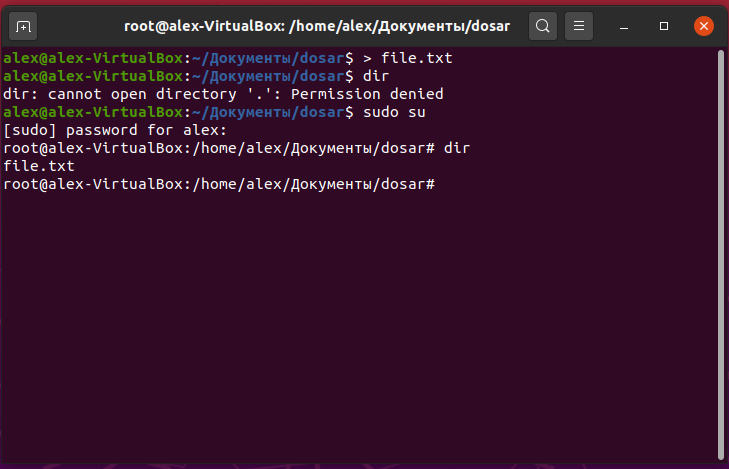 root@alex-VirtualBox: /home/alex/Документы/dosar
alex@alex-VirtualBox:~/Документы/dosar$ > file.txt
alex@alex-VirtualBox:~/Документы/dosar$ dir
dir: cannot open directory '.': Permission denied
alex@alex-VirtualBox:~/Документы/dosar$ sudo su
[sudo] password for alex:
root@alex-VirtualBox:/home/alex/Документы/dosar# dir
file.txt
root@alex-VirtualBox:/home/alex/Документы/dosar#